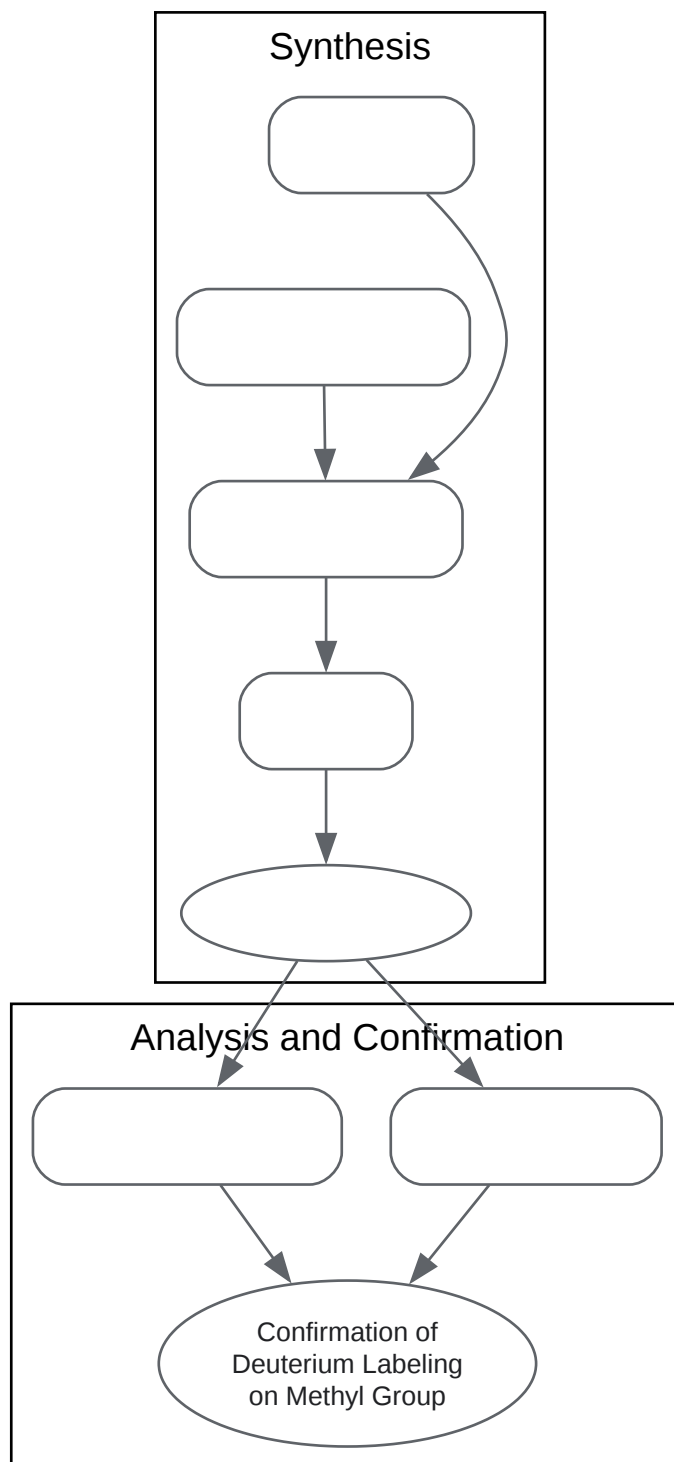 Synthesis
Analysis and Confirmation
Confirmation of
Deuterium Labeling
on Methyl Group